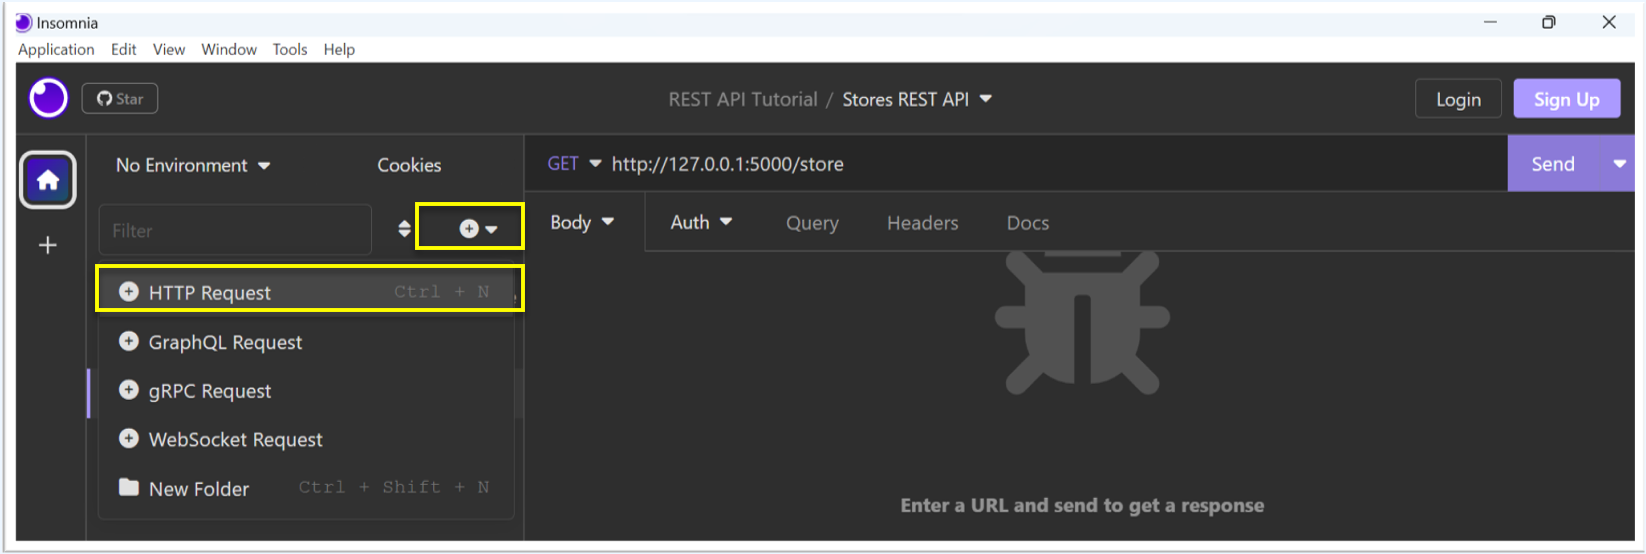 Insomnia
Application Edit View Window Tools Help
Star
REST API Tutorial / Stores REST API
Login
Sign Up
No Environment
Cookies
GET http://127.0.0.1:5000/store
Send
Filter
Body
Auth
Query
Headers
Docs
HTTP Request Ctrl + N
GraphQL Request
gRPC Request
WebSocket Request
New Folder Ctrl + Shift + N
Enter a URL and send to get a response